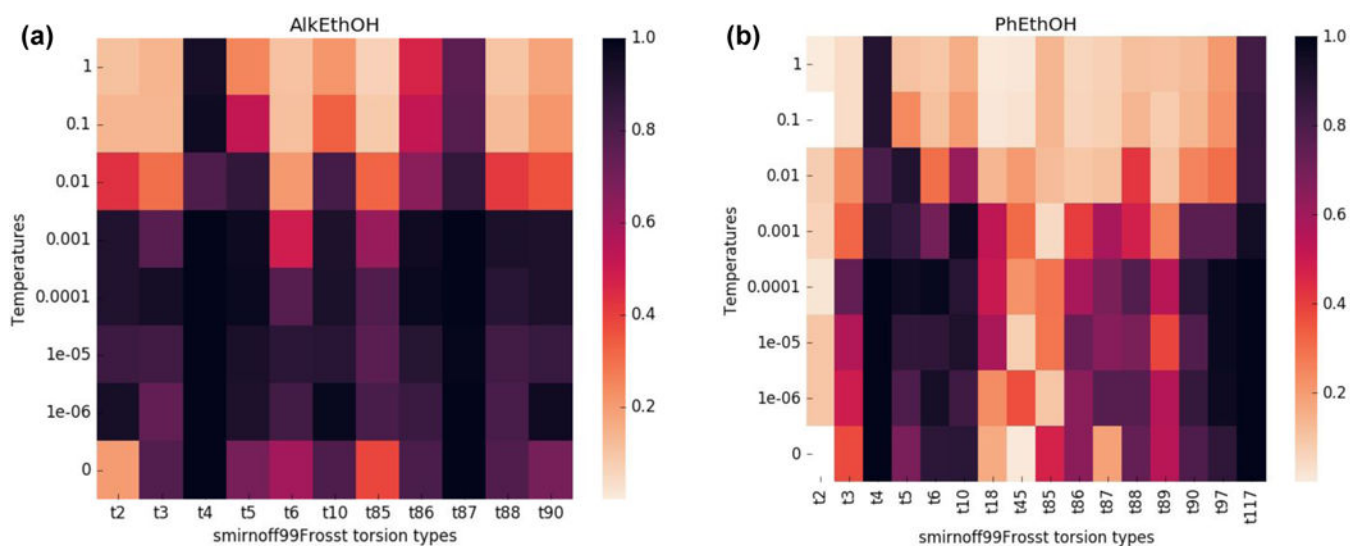 (a)
AlkEthOH
Temperatures
1
0.1
0.01
0.001
0.0001
1e-05
1e-06
0
t2 t3 t4 t5 t6 t10 t85 t86 t87 t88 t90
smirnoff99Frosst torsion types
1.0
0.8
0.6
0.4
0.2
(b)
PhEthOH
Temperatures
1
0.1
0.01
0.001
0.0001
1e-05
1e-06
0
t2 t3 t4 t5 t6 t10 t18 t45 t85 t86 t87 t88 t89 t90 t97 t117
smirnoff99Frosst torsion types
1.0
0.8
0.6
0.4
0.2